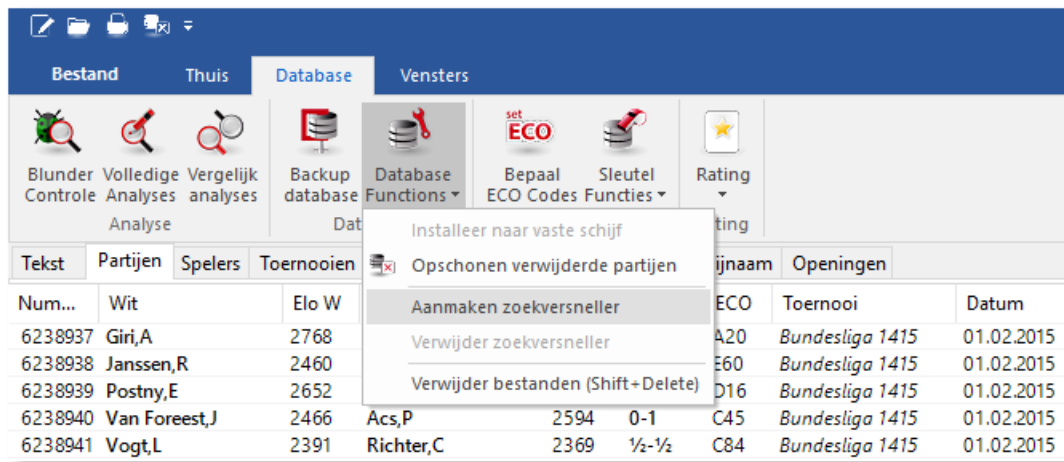 Bestand Thuis Database Vensters
set
ECO
Blunder Volledige Vergelijk Backup Database Bepaal Sleutel Rating
Controle Analyses analyses database Functions ECO Codes Functies
Analyse Dat ting
Installeer naar vaste schijf
Opschonen verwijderde partijen
Aanmaken zoekversneller
Verwijder zoekversneller
Verwijder bestanden (Shift+Delete)
Tekst Partijen Spelers Toernooien ijnaam Openingen
Num... Wit Elo W ECO Toernooi Datum
6238937 Giri,A 2768 A20 Bundesliga 1415 01.02.2015
6238938 Janssen,R 2460 E60 Bundesliga 1415 01.02.2015
6238939 Postny,E 2652 D16 Bundesliga 1415 01.02.2015
6238940 Van Foreest,J 2466 Acs,P 2594 0-1 C45 Bundesliga 1415 01.02.2015
6238941 Vogt,L 2391 Richter,C 2369 ½-½ C84 Bundesliga 1415 01.02.2015